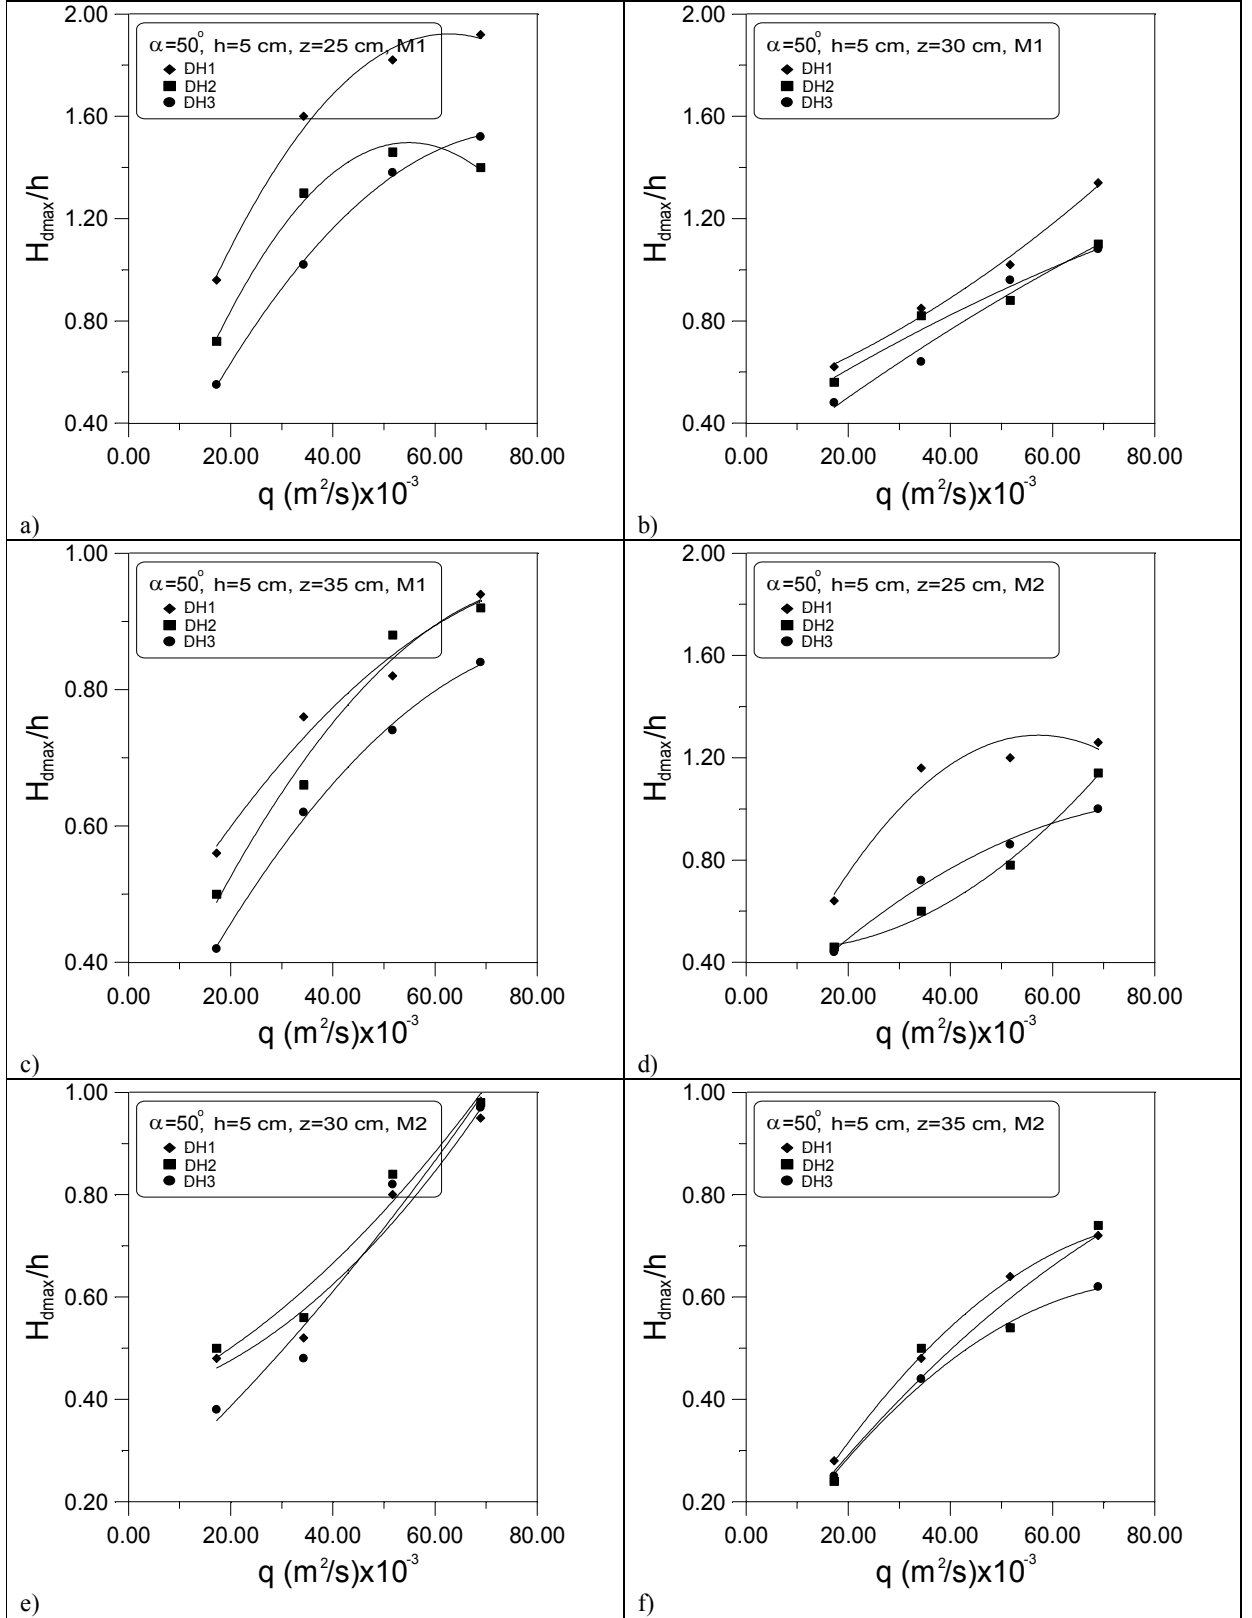 2.00
1.60
1.20
0.80
0.40
H_dmax/h
α=50°, h=5 cm, z=25 cm, M1
DH1
DH2
DH3
0.00 20.00 40.00 60.00 80.00
q (m²/s)x10⁻³
a)
2.00
1.60
1.20
0.80
0.40
H_dmax/h
α=50°, h=5 cm, z=30 cm, M1
DH1
DH2
DH3
0.00 20.00 40.00 60.00 80.00
q (m²/s)x10⁻³
b)
1.00
0.80
0.60
0.40
H_dmax/h
α=50°, h=5 cm, z=35 cm, M1
DH1
DH2
DH3
0.00 20.00 40.00 60.00 80.00
q (m²/s)x10⁻³
c)
2.00
1.60
1.20
0.80
0.40
H_dmax/h
α=50°, h=5 cm, z=25 cm, M2
DH1
DH2
DH3
0.00 20.00 40.00 60.00 80.00
q (m²/s)x10⁻³
d)
1.00
0.80
0.60
0.40
0.20
H_dmax/h
α=50°, h=5 cm, z=30 cm, M2
DH1
DH2
DH3
0.00 20.00 40.00 60.00 80.00
q (m²/s)x10⁻³
e)
1.00
0.80
0.60
0.40
0.20
H_dmax/h
α=50°, h=5 cm, z=35 cm, M2
DH1
DH2
DH3
0.00 20.00 40.00 60.00 80.00
q (m²/s)x10⁻³
f)